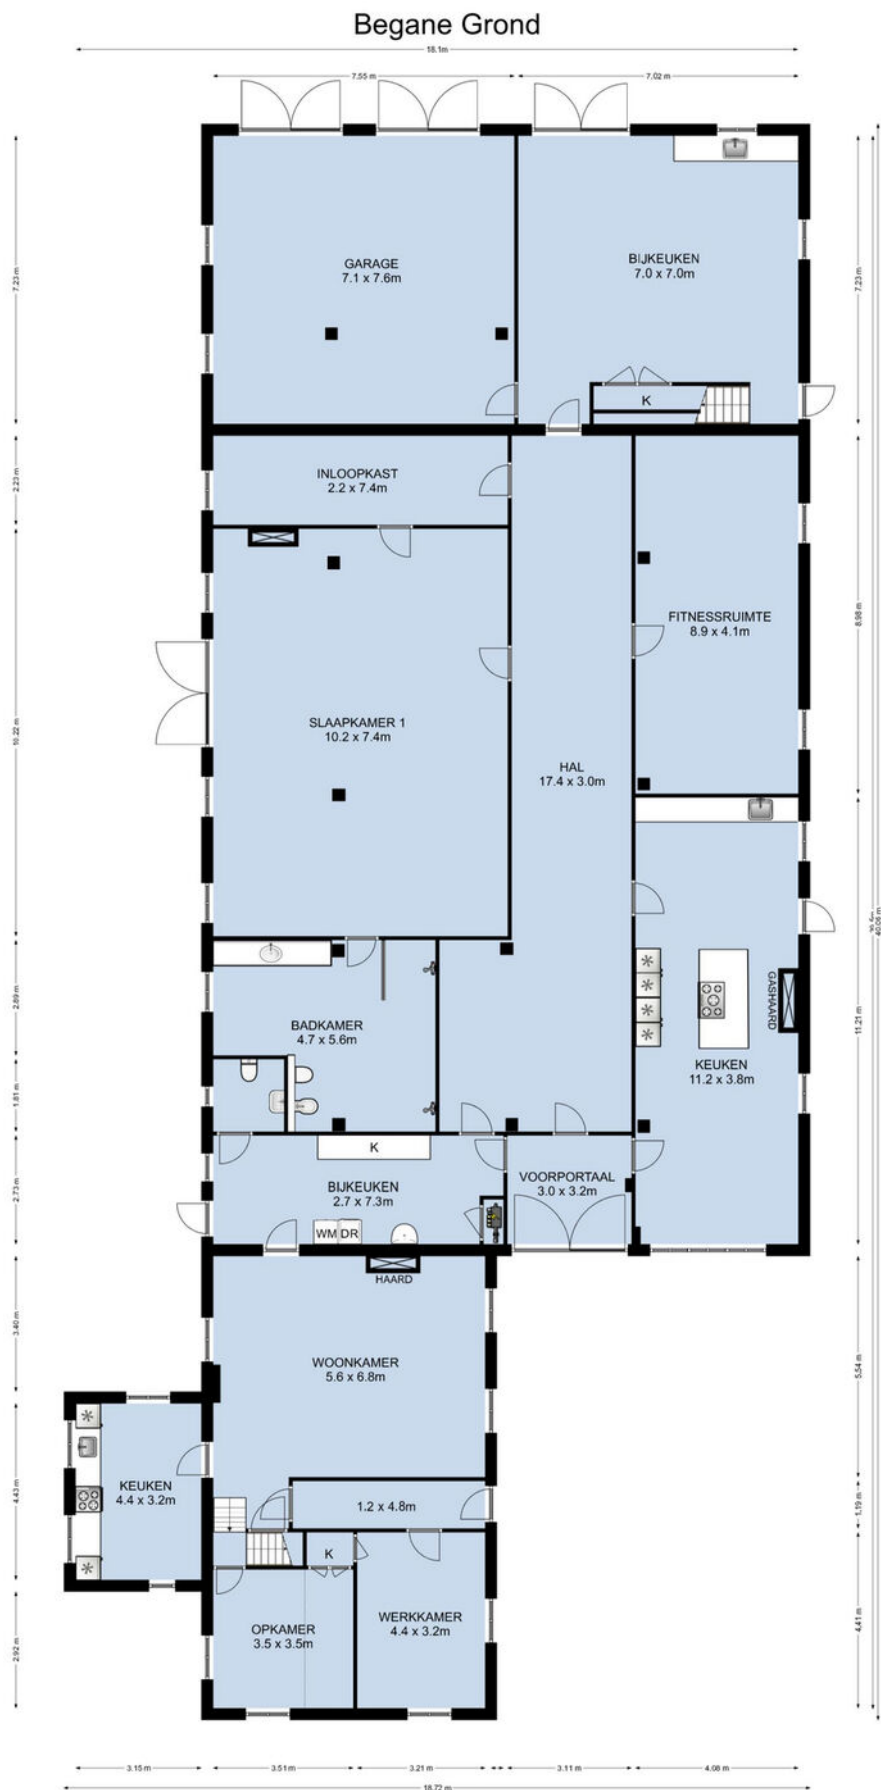 Begane Grond
18.1m
7.55 m
7.02 m
GARAGE
7.1 x 7.6m
BIJKEUKEN
7.0 x 7.0m
7.23 m
7.23 m
K
INLOOPKAST
2.2 x 7.4m
2.23 m
FITNESSRUIMTE
8.9 x 4.1m
8.98 m
SLAAPKAMER 1
10.2 x 7.4m
10.22 m
HAL
17.4 x 3.0m
40.06 m
BADKAMER
4.7 x 5.6m
2.89 m
GASHAARD
KEUKEN
11.2 x 3.8m
11.21 m
1.81 m
K
BIJKEUKEN
2.7 x 7.3m
2.73 m
VOORPORTAAL
3.0 x 3.2m
WM
DR
HAARD
WOONKAMER
5.6 x 6.8m
3.40 m
5.54 m
KEUKEN
4.4 x 3.2m
4.43 m
1.2 x 4.8m
1.19 m
K
OPKAMER
3.5 x 3.5m
WERKKAMER
4.4 x 3.2m
2.92 m
4.41 m
3.15 m
3.51 m
3.21 m
3.11 m
4.08 m
18.72 m